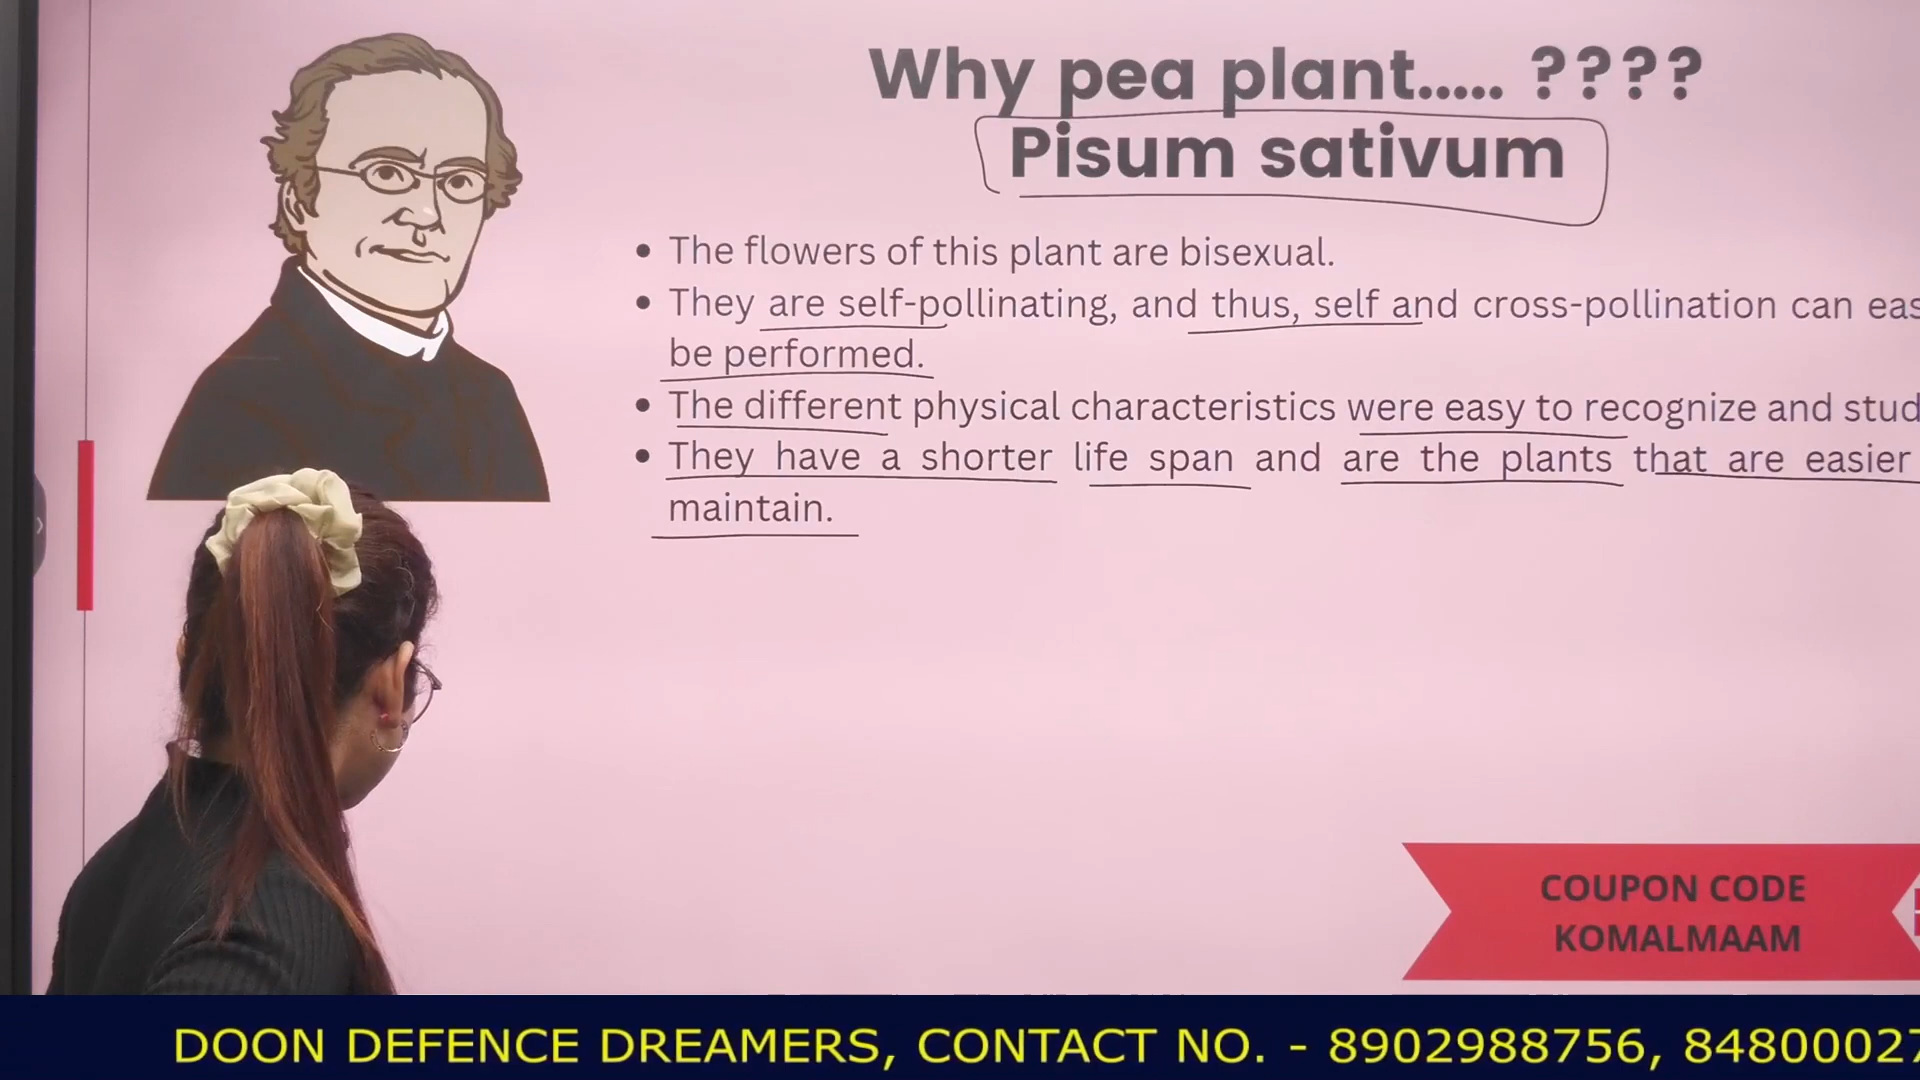 Why pea plant..... ????
Pisum sativum
• The flowers of this plant are bisexual.
• They are self-pollinating, and thus, self and cross-pollination can eas
be performed.
• The different physical characteristics were easy to recognize and stud
• They have a shorter life span and are the plants that are easier
maintain.
COUPON CODE
KOMALMAAM
DOON DEFENCE DREAMERS, CONTACT NO. - 8902988756, 84800027